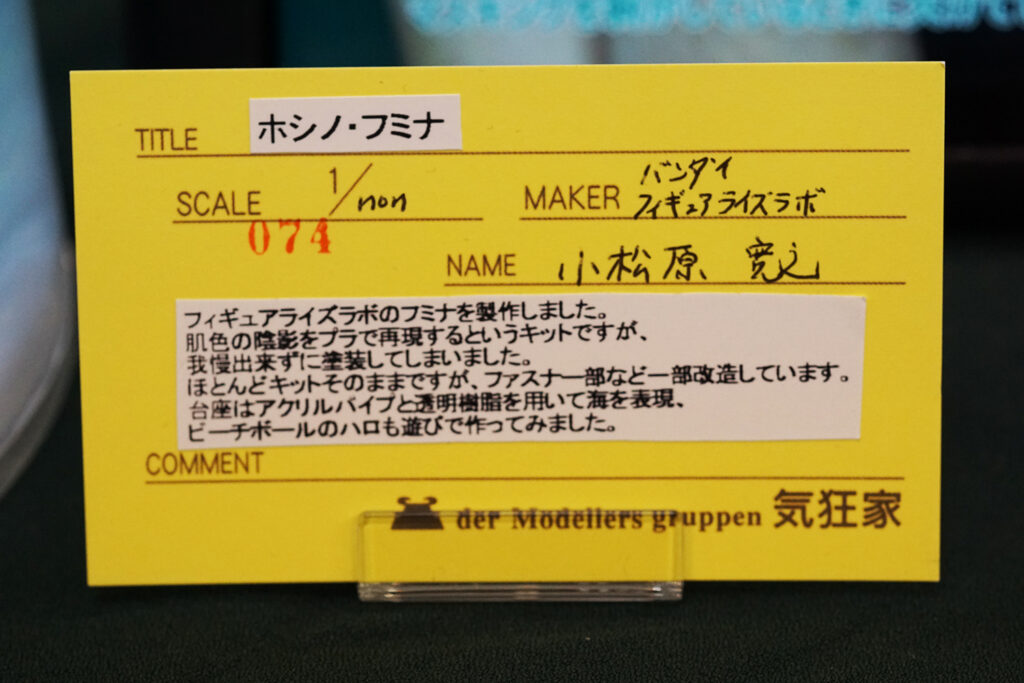 TITLE ホシノ・フミナ
SCALE 1/non
MAKER バンダイ
フィギュアライズラボ
074
NAME 小松原 寛之
フィギュアライズラボのフミナを製作しました。
肌色の陰影をプラで再現するというキットですが、
我慢出来ずに塗装してしまいました。
ほとんどキットそのままですが、ファスナー部など一部改造しています。
台座はアクリルパイプと透明樹脂を用いて海を表現、
ビーチボールのハロも遊びで作ってみました。
COMMENT
der Modellers gruppen 気狂家